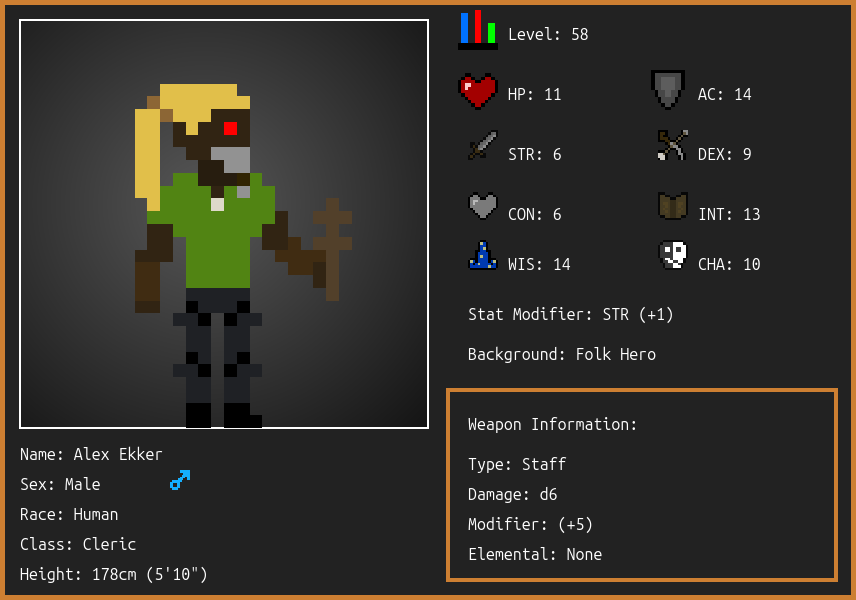 Level: 58
HP: 11
AC: 14
STR: 6
DEX: 9
CON: 6
INT: 13
WIS: 14
CHA: 10
Stat Modifier: STR (+1)
Background: Folk Hero
Weapon Information:
Type: Staff
Damage: d6
Modifier: (+5)
Elemental: None
Name: Alex Ekker
Sex: Male
Race: Human
Class: Cleric
Height: 178cm (5'10")